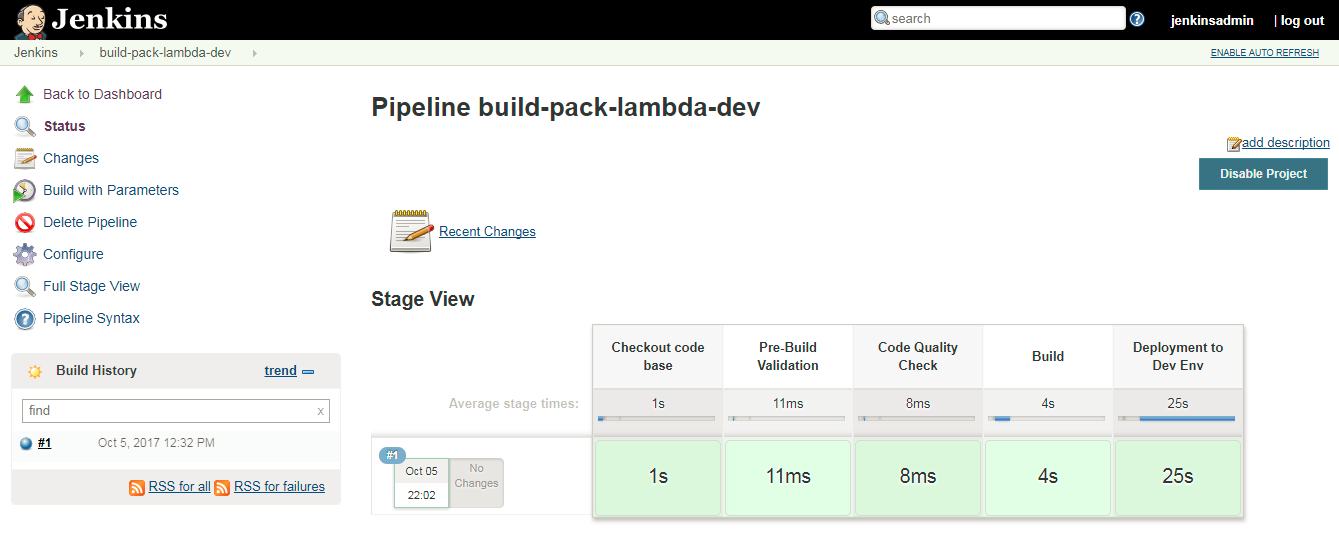 Jenkins
search
jenkinsadmin | log out
Jenkins build-pack-lambda-dev
ENABLE AUTO REFRESH
Back to Dashboard
Status
Changes
Build with Parameters
Delete Pipeline
Configure
Full Stage View
Pipeline Syntax
Build History trend
find x
#1 Oct 5, 2017 12:32 PM
RSS for all RSS for failures
Pipeline build-pack-lambda-dev
add description
Disable Project
Recent Changes
Stage View
Checkout code
base
Pre-Build
Validation
Code Quality
Check
Build
Deployment to
Dev Env
Average stage times:
1s 11ms 8ms 4s 25s
#1
Oct 05
22:02
No
Changes
1s 11ms 8ms 4s 25s